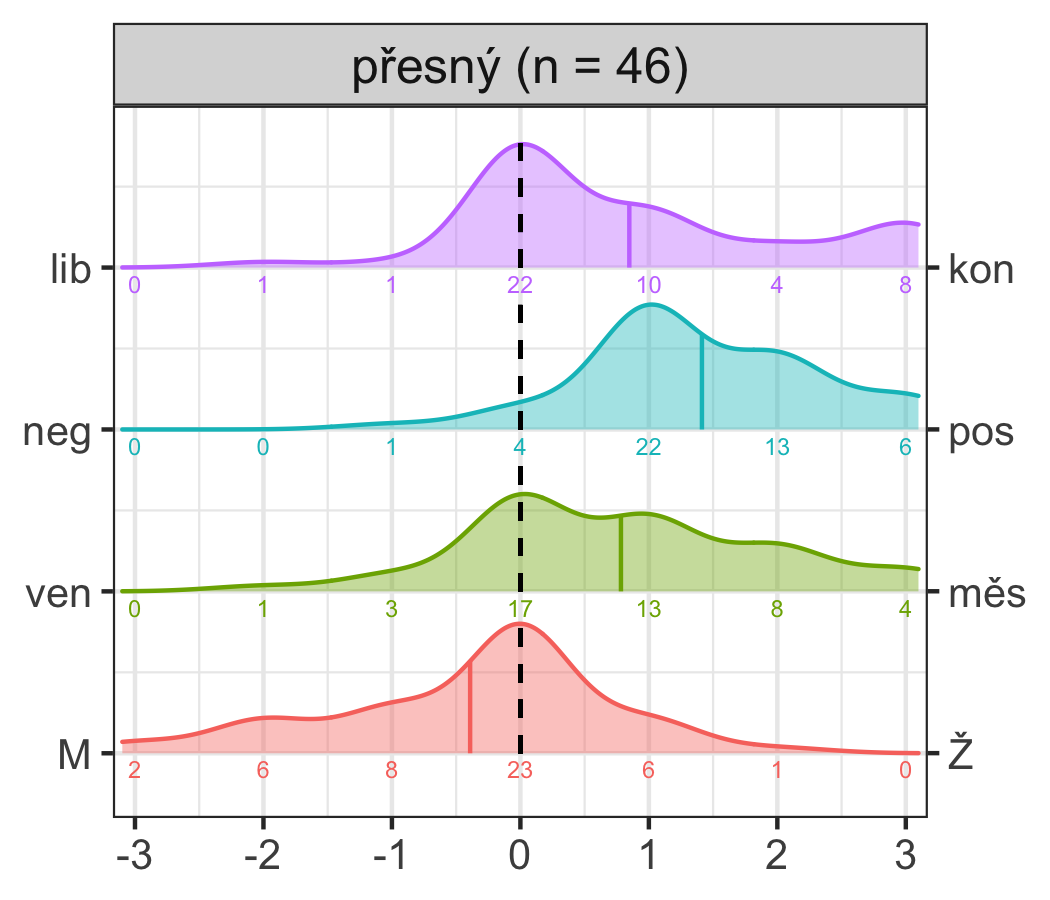 přesný (n = 46)
lib kon
0 1 1 22 10 4 8
neg pos
0 0 1 4 22 13 6
ven měs
0 1 3 17 13 8 4
M Ž
2 6 8 23 6 1 0
-3 -2 -1 0 1 2 3